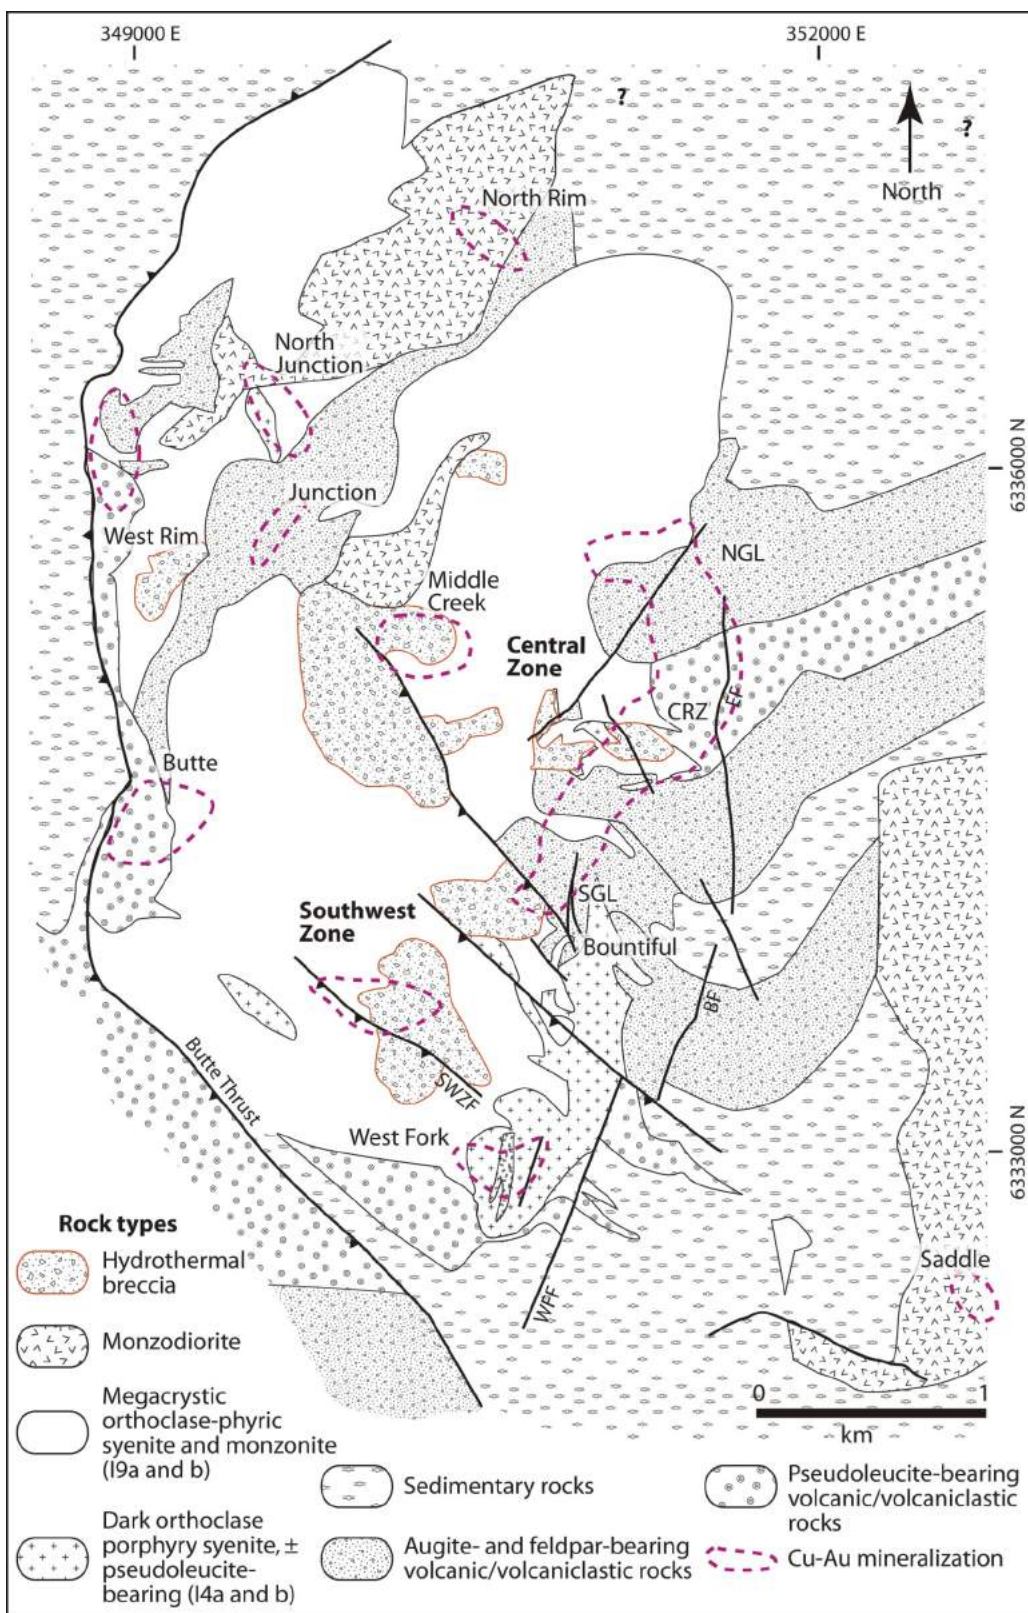 349000 E
352000 E
?
?
North
North Rim
North
Junction
6336000 N
Junction
West Rim
NGL
Middle
Creek
Central
Zone
CRZ
EF
Butte
SGL
Southwest
Zone
Bountiful
BF
Butte Thrust
SWZF
West Fork
6333000 N
Saddle
WFF
0
1
km
Rock types
Hydrothermal
breccia
Monzodiorite
Megacrystic
orthoclase-phyric
syenite and monzonite
(I9a and b)
Dark orthoclase
porphyry syenite, ±
pseudoleucite-
bearing (I4a and b)
Sedimentary rocks
Augite- and feldpar-bearing
volcanic/volcaniclastic rocks
Pseudoleucite-bearing
volcanic/volcaniclastic
rocks
Cu-Au mineralization